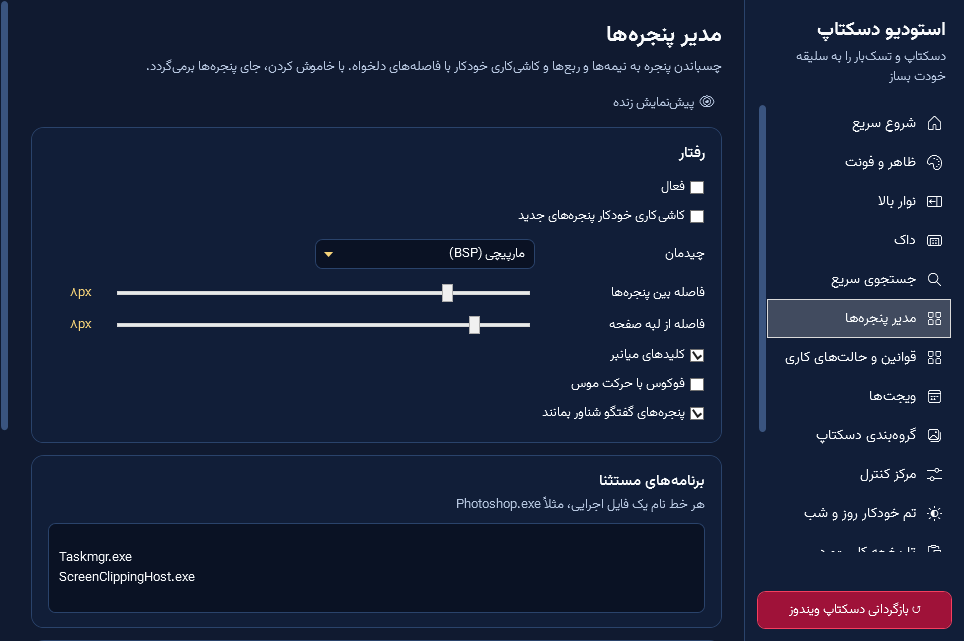 استودیو دسکتاپ
دسکتاپ و تسک‌بار را به سلیقه
خودت بساز
شروع سریع
ظاهر و فونت
نوار بالا
داک
جستجوی سریع
مدیر پنجره‌ها
قوانین و حالت‌های کاری
ویجت‌ها
گروه‌بندی دسکتاپ
مرکز کنترل
تم خودکار روز و شب
↺ بازگردانی دسکتاپ ویندوز
مدیر پنجره‌ها
چسباندن پنجره به نیمه‌ها و ربع‌ها و کاشی‌کاری خودکار با فاصله‌های دلخواه. با خاموش کردن، جای پنجره‌ها برمی‌گردد.
پیش‌نمایش زنده
رفتار
فعال
کاشی‌کاری خودکار پنجره‌های جدید
چیدمان
مارپیچی (BSP)
فاصله بین پنجره‌ها
۸px
فاصله از لبه صفحه
۸px
کلیدهای میانبر
فوکوس با حرکت موس
پنجره‌های گفتگو شناور بمانند
برنامه‌های مستثنا
هر خط نام یک فایل اجرایی، مثلاً Photoshop.exe
Taskmgr.exe
ScreenClippingHost.exe